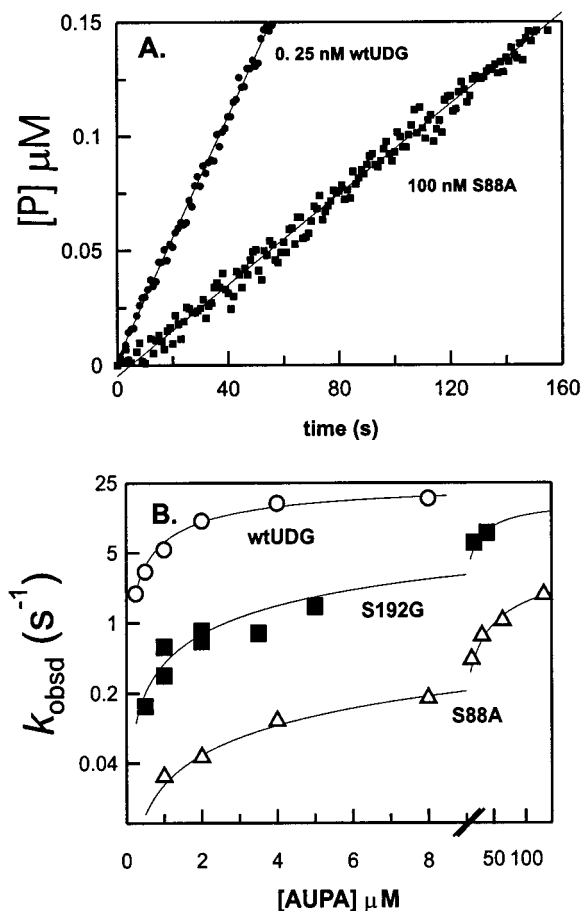 A.
0. 25 nM wtUDG
100 nM S88A
0.15
0.1
0.05
0
[P] μM
0 40 80 120 160
time (s)
B.
wtUDG
S192G
S88A
25
5
1
0.2
0.04
kobsd (s-1)
0 2 4 6 8 50 100
[AUPA] μM